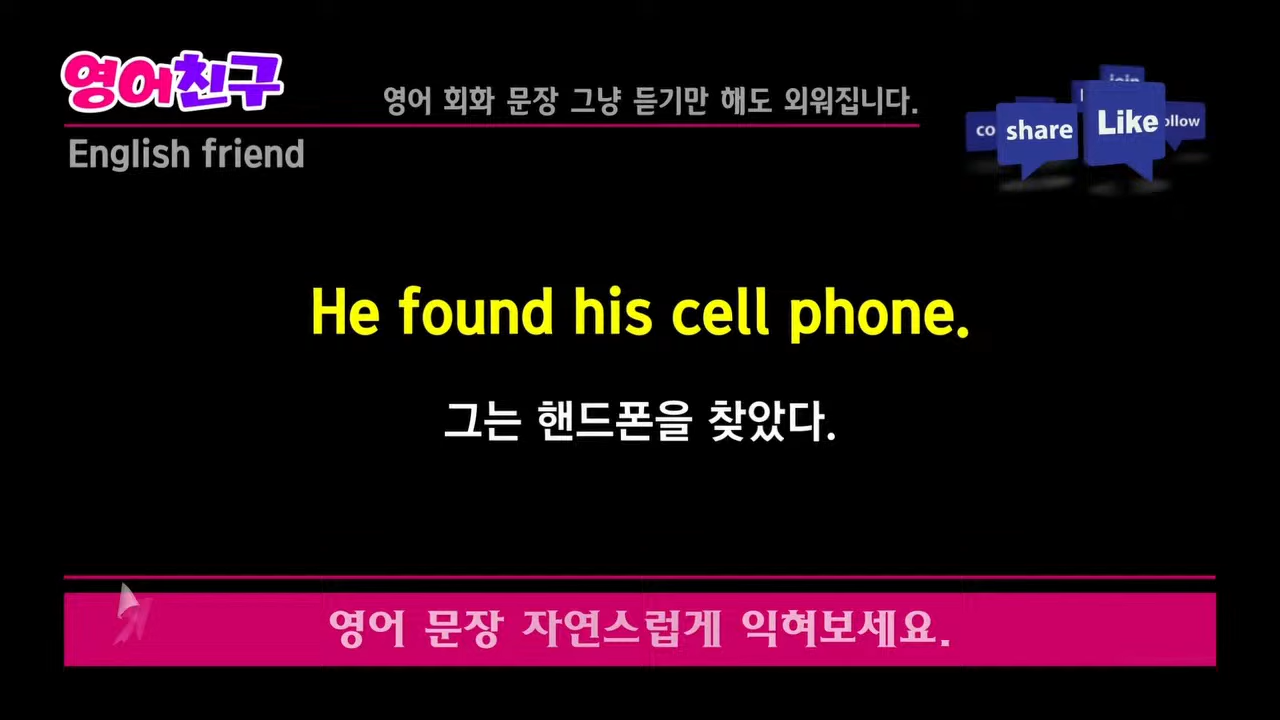 영어친구
영어 회화 문장 그냥 듣기만 해도 외워집니다.
English friend
join
share
Like
He found his cell phone.
그는 핸드폰을 찾았다.
영어 문장 자연스럽게 익혀보세요.